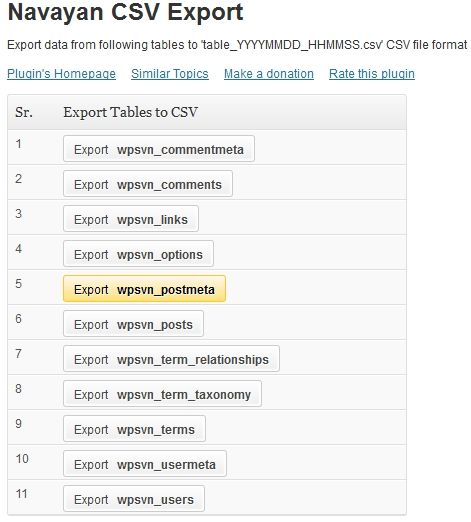 Navayan CSV Export
Export data from following tables to 'table_YYYYMMDD_HHMMSS.csv' CSV file format
Plugin's Homepage Similar Topics Make a donation Rate this plugin
Sr. Export Tables to CSV
1 Export wpsvn_commentmeta
2 Export wpsvn_comments
3 Export wpsvn_links
4 Export wpsvn_options
5 Export wpsvn_postmeta
6 Export wpsvn_posts
7 Export wpsvn_term_relationships
8 Export wpsvn_term_taxonomy
9 Export wpsvn_terms
10 Export wpsvn_usermeta
11 Export wpsvn_users